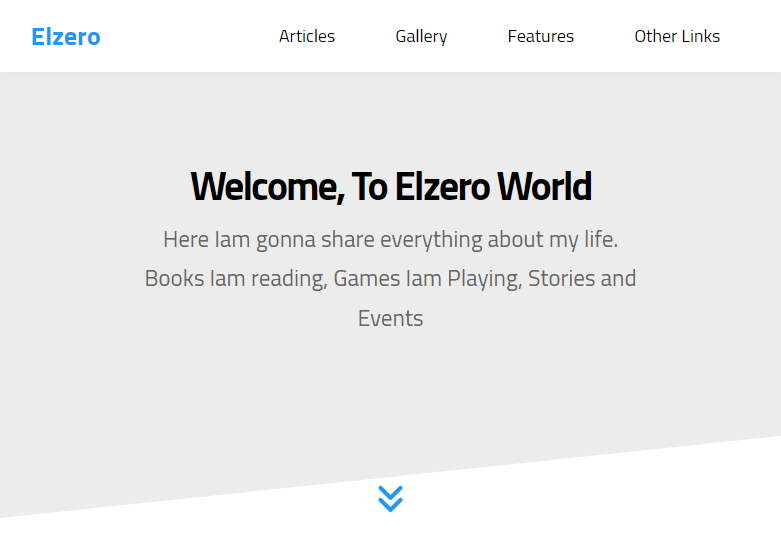 Elzero
Articles Gallery Features Other Links
Welcome, To Elzero World
Here Iam gonna share everything about my life.
Books Iam reading, Games Iam Playing, Stories and
Events